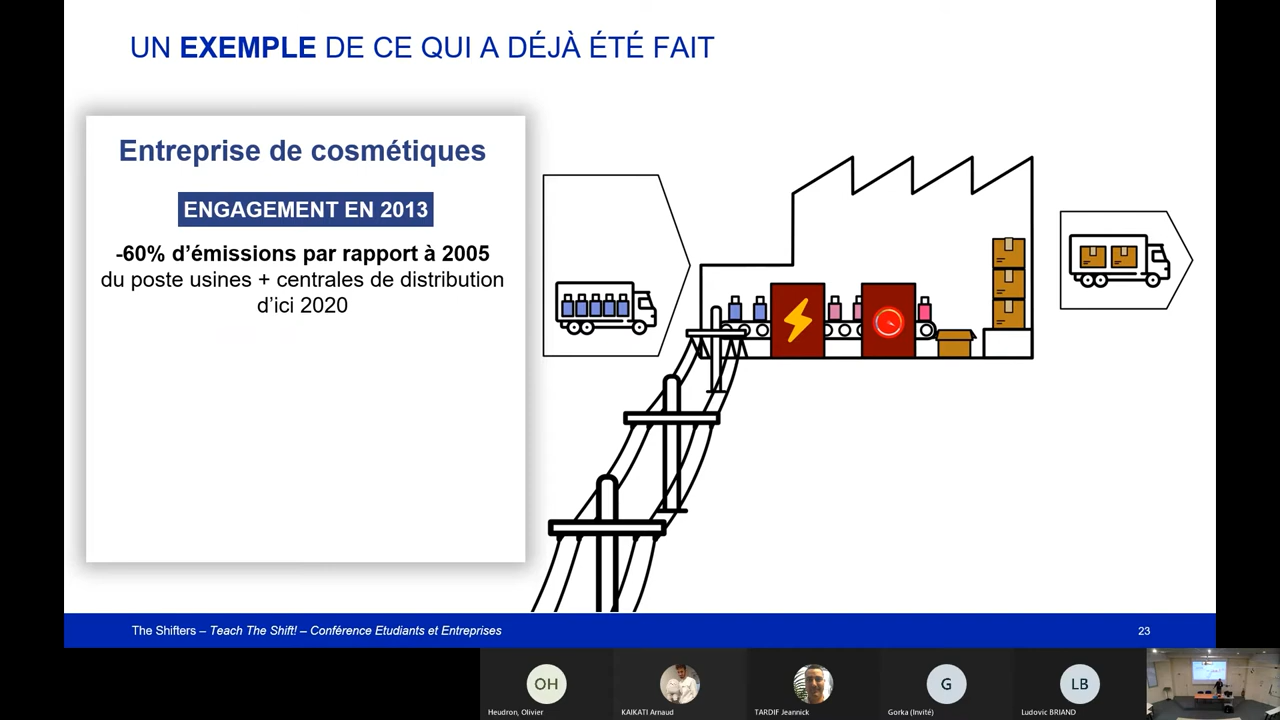 UN EXEMPLE DE CE QUI A DÉJÀ ÉTÉ FAIT
Entreprise de cosmétiques
ENGAGEMENT EN 2013
-60% d’émissions par rapport à 2005
du poste usines + centrales de distribution
d’ici 2020
The Shifters – Teach The Shift! – Conférence Etudiants et Entreprises
23
OH
G
LB
Heudron, Olivier
KAIKATI Arnaud
TARDIF Jeannick
Gorka (Invité)
Ludovic BRIAND